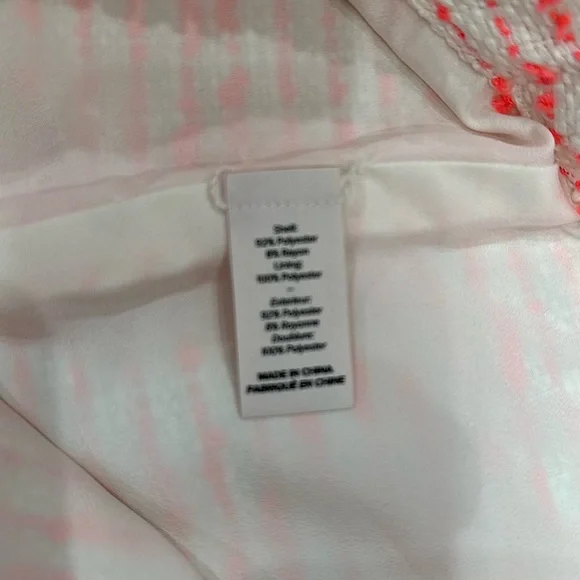 Shell:
92% Polyester
8% Rayon
Lining:
100% Polyester
–
Exterieur:
92% Polyester
8% Rayonne
Doublure:
100% Polyester
MADE IN CHINA
FABRIQUÉ EN CHINE